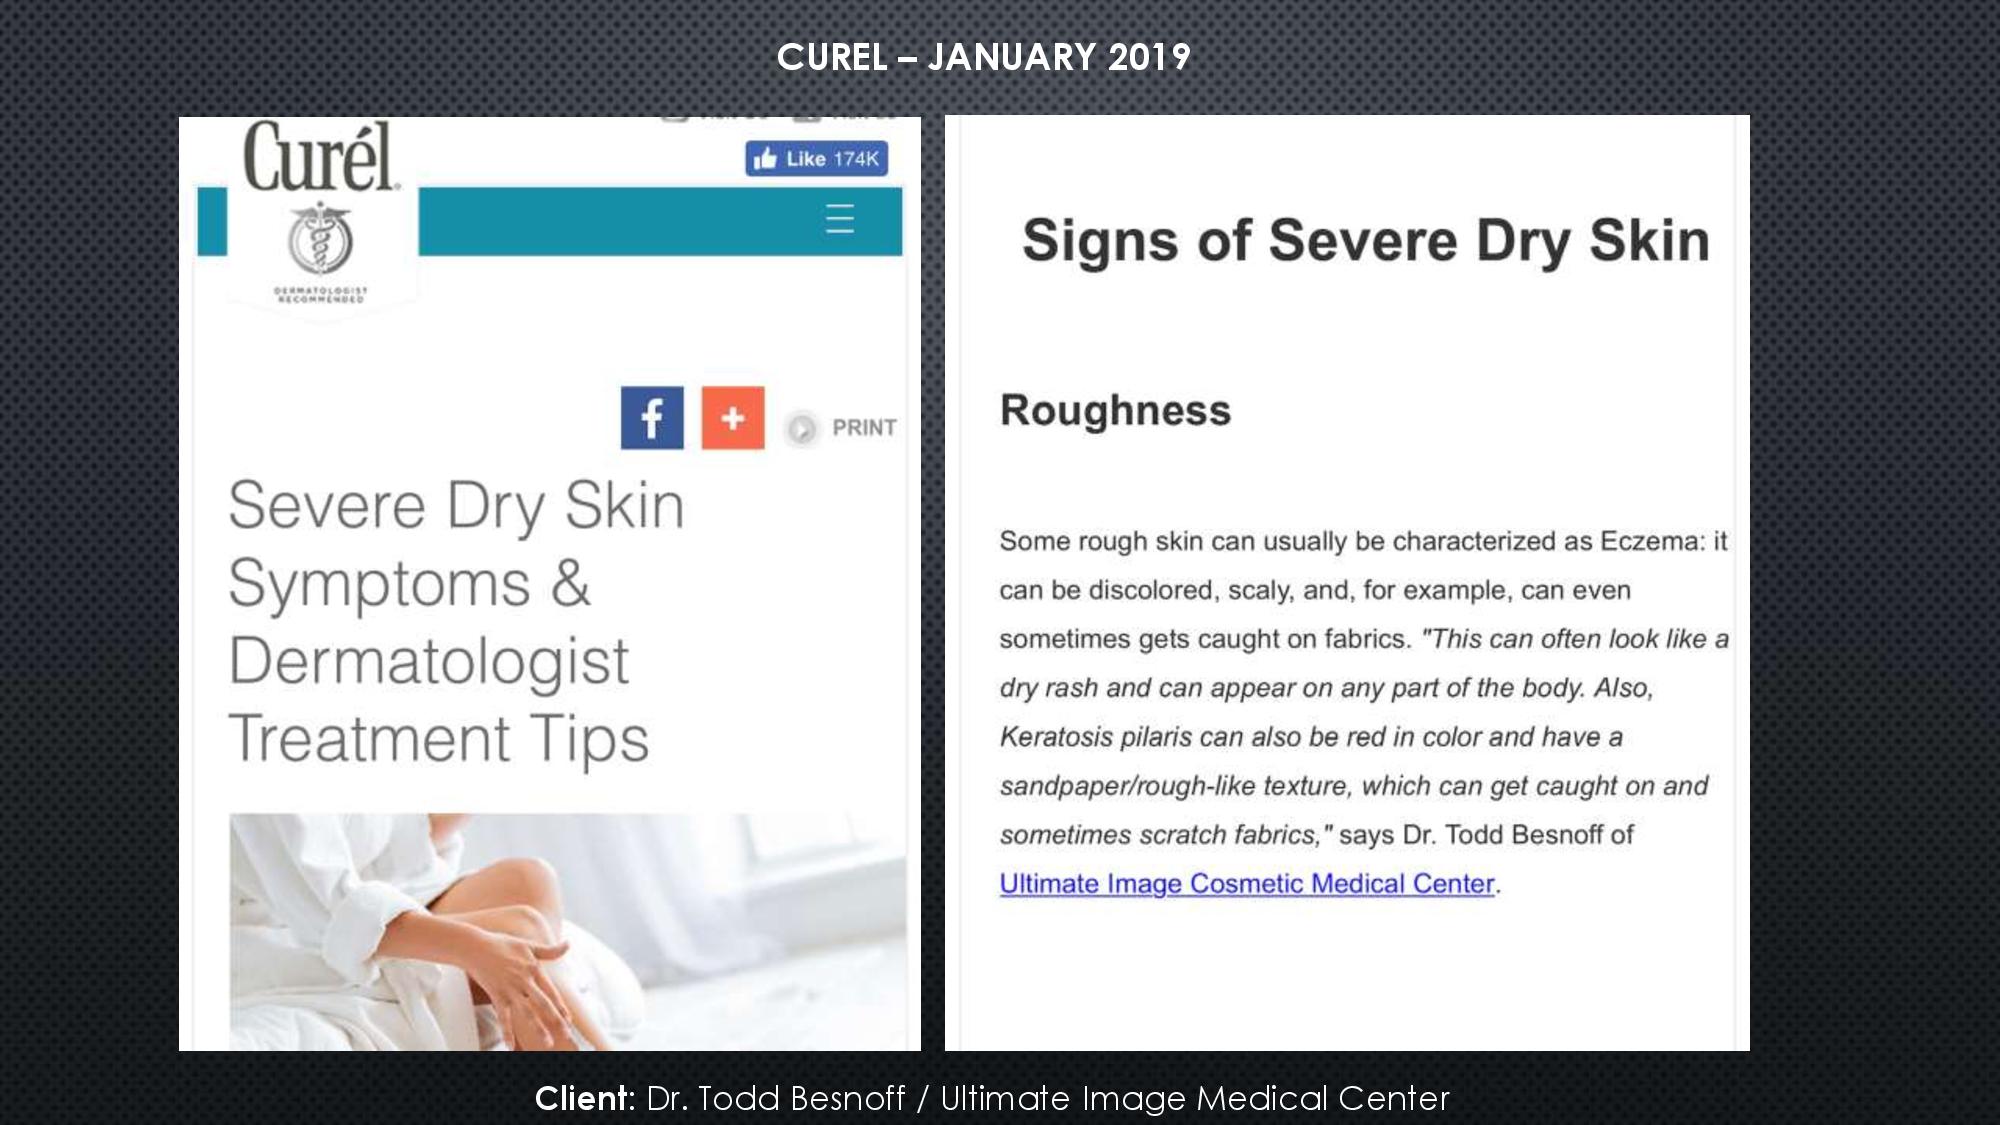 CUREL – JANUARY 2019
Curél
DERMATOLOGIST
RECOMMENDED
Like 174K
PRINT
Severe Dry Skin
Symptoms &
Dermatologist
Treatment Tips
Signs of Severe Dry Skin
Roughness
Some rough skin can usually be characterized as Eczema: it
can be discolored, scaly, and, for example, can even
sometimes gets caught on fabrics. "This can often look like a
dry rash and can appear on any part of the body. Also,
Keratosis pilaris can also be red in color and have a
sandpaper/rough-like texture, which can get caught on and
sometimes scratch fabrics," says Dr. Todd Besnoff of
Ultimate Image Cosmetic Medical Center.
Client: Dr. Todd Besnoff / Ultimate Image Medical Center